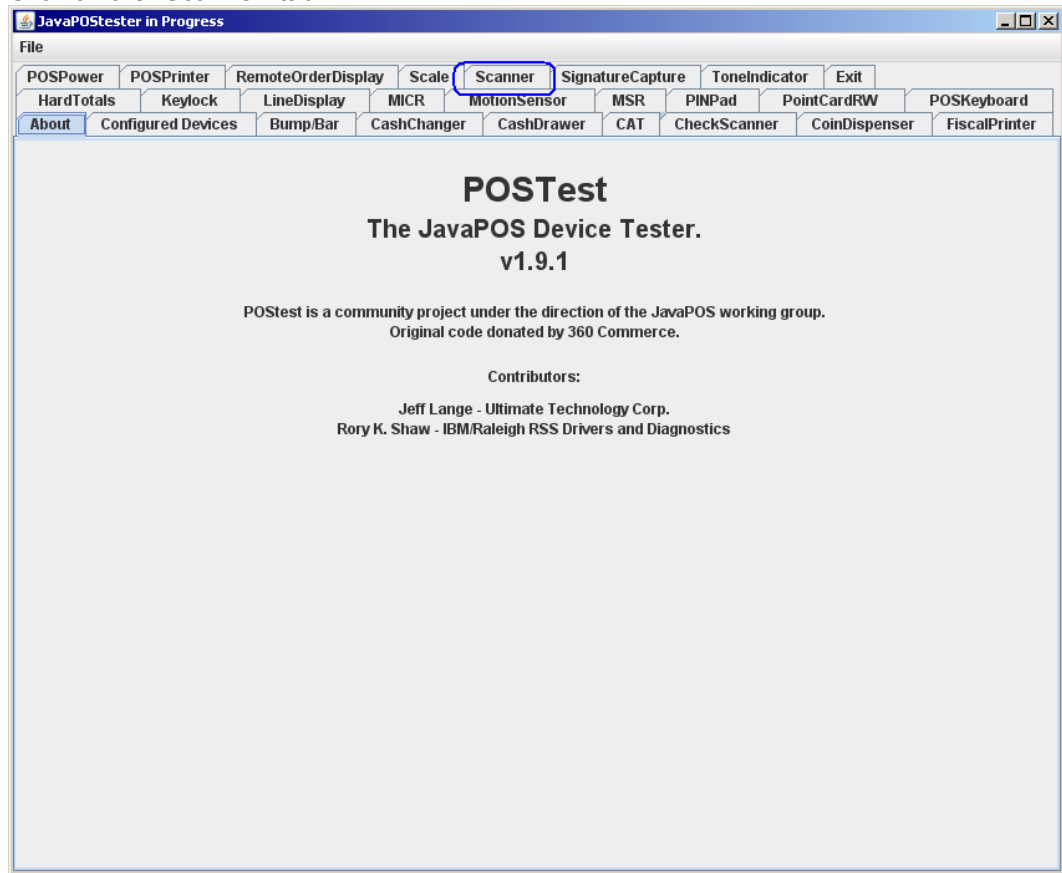 JavaPOStester in Progress
File
POSPower POSPrinter RemoteOrderDisplay Scale Scanner SignatureCapture ToneIndicator Exit
HardTotals Keylock LineDisplay MICR MotionSensor MSR PINPad PointCardRW POSKeyboard
About Configured Devices Bump/Bar CashChanger CashDrawer CAT CheckScanner CoinDispenser FiscalPrinter
POSTest
The JavaPOS Device Tester.
v1.9.1
POStest is a community project under the direction of the JavaPOS working group.
Original code donated by 360 Commerce.
Contributors:
Jeff Lange - Ultimate Technology Corp.
Rory K. Shaw - IBM/Raleigh RSS Drivers and Diagnostics